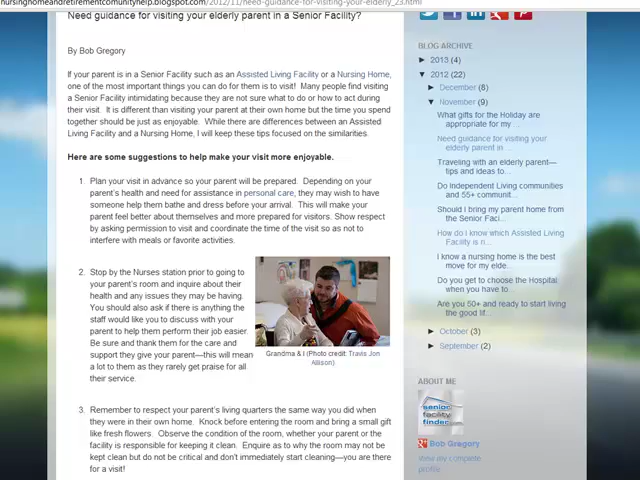 nursinghomeandretirementcomunityhelp.blogspot.com/2012/11/need-guidance-for-visiting-your-elderly_23.html
Need guidance for visiting your elderly parent in a Senior Facility?
By Bob Gregory
If your parent is in a Senior Facility such as an Assisted Living Facility or a Nursing Home,
one of the most important things you can do for them is to visit! Many people find visiting
a Senior Facility intimidating because they are not sure what to do or how to act during
their visit. It is different than visiting your parent at their own home but the time you spend
together should be just as enjoyable. While there are differences between an Assisted
Living Facility and a Nursing Home, I will keep these tips focused on the similarities.
Here are some suggestions to help make your visit more enjoyable.
1. Plan your visit in advance so your parent will be prepared. Depending on your
parent's health and need for assistance in personal care, they may wish to have
someone help them bathe and dress before your arrival. This will make your
parent feel better about themselves and more prepared for visitors. Show respect
by asking permission to visit and coordinate the time of the visit so as not to
interfere with meals or favorite activities.
2. Stop by the Nurses station prior to going
to your parent's room and inquire about their
health and any issues they may be having.
You should also ask if there is anything the
staff would like you to discuss with your
parent to help them perform their job easier.
Be sure and thank them for the care and
support they give your parent—this will mean
a lot to them as they rarely get praise for all
their service.
Grandma & I (Photo credit: Travis Jon
Allison)
3. Remember to respect your parent's living quarters the same way you did when
they were in their own home. Knock before entering the room and bring a small gift
like fresh flowers. Observe the condition of the room, whether your parent or the
facility is responsible for keeping it clean. Enquire as to why the room may not be
kept clean but do not be critical and don't immediately start cleaning—you are there
for a visit!
BLOG ARCHIVE
► 2013 (4)
▼ 2012 (22)
► December (8)
▼ November (9)
What gifts for the Holiday are
appropriate for my ...
Need guidance for visiting your
elderly parent in ...
Traveling with an elderly parent—
tips and ideas to...
Do Independent Living communities
and 55+ communit...
Should I bring my parent home from
the Senior Faci...
How do I know which Assisted Living
Facility is ri...
I know a nursing home is the best
move for my elde...
Do you get to choose the Hospital
when you have to...
Are you 50+ and ready to start living
the good lif...
► October (3)
► September (2)
ABOUT ME
senior
facility
finder
Bob Gregory
View my complete
profile